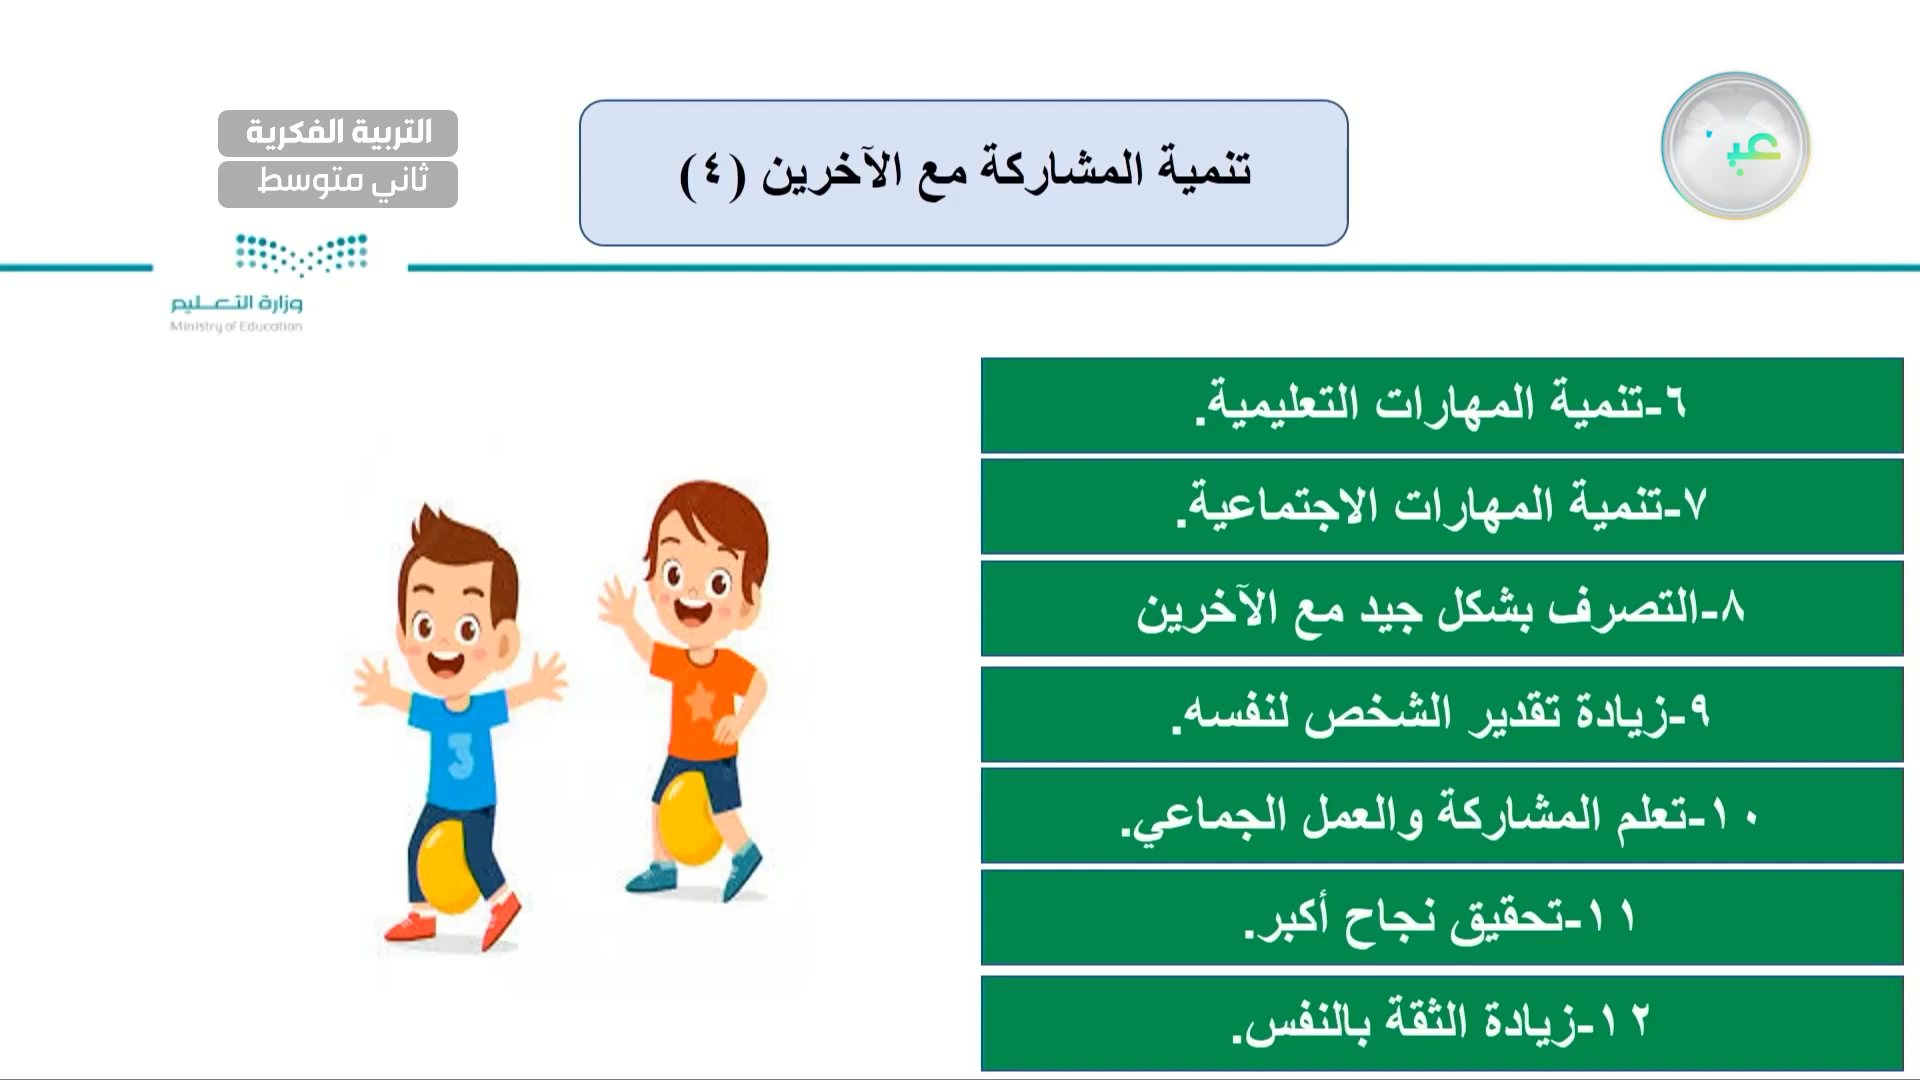 التربية الفكرية
ثاني متوسط
تنمية المشاركة مع الآخرين (٤)
وزارة التعليم
Ministry of Education
٦-تنمية المهارات التعليمية.
٧-تنمية المهارات الاجتماعية.
٨-التصرف بشكل جيد مع الآخرين
٩-زيادة تقدير الشخص لنفسه.
١٠-تعلم المشاركة والعمل الجماعي.
١١-تحقيق نجاح أكبر.
١٢-زيادة الثقة بالنفس.
3